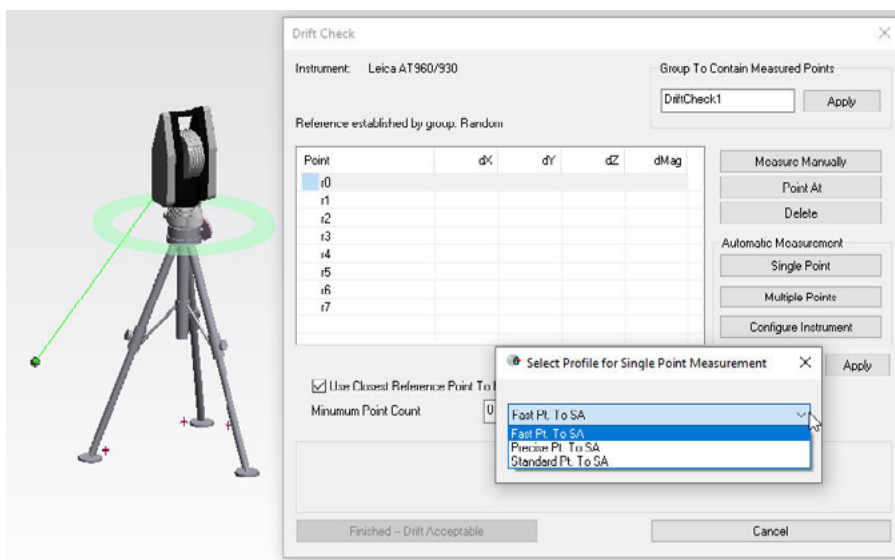 Drift Check
Instrument: Leica AT960/930
Group To Contain Measured Points
DriftCheck1
Apply
Reference established by group: Random
Point dX dY dZ dMag
r0
r1
r2
r3
r4
r5
r6
r7
Measure Manually
Point At
Delete
Automatic Measurement
Single Point
Multiple Points
Configure Instrument
Apply
Select Profile for Single Point Measurement
Use Closest Reference Point To
Minumum Point Count 0
Fast Pt. To SA
Fast Pt. To SA
Precise Pt. To SA
Standard Pt. To SA
Finished -- Drift Acceptable
Cancel